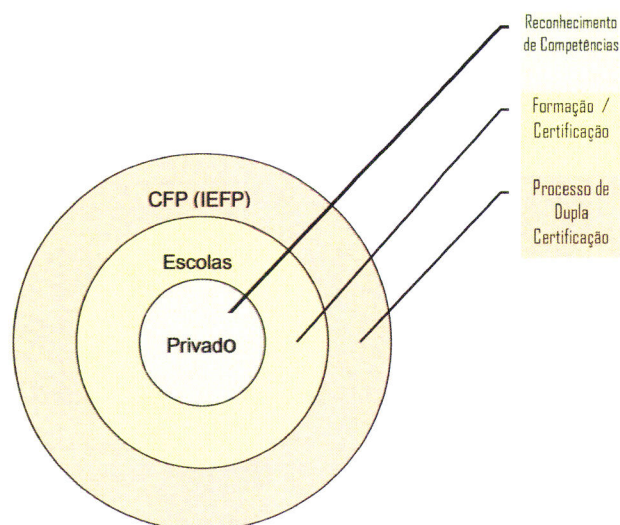 Reconhecimento
de Competências
Formação /
Certificação
Processo de
Dupla
Certificação
CFP (IEFP)
Escolas
Privado